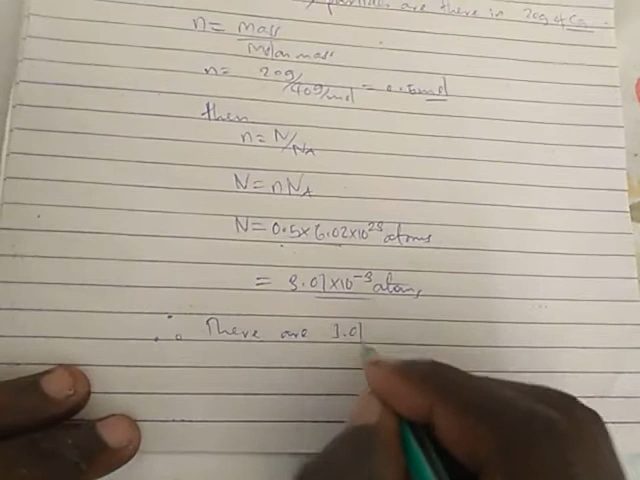 particles are there in 20g of Ca.
n = Mass/Molar mass
n = 20g/40g/mol = 0.5mol
then
n = N/NA
N = nNA
N = 0.5 x 6.02 x 10^23 atoms
= 3.01 x 10^-3 atoms
∴ There are 3.01